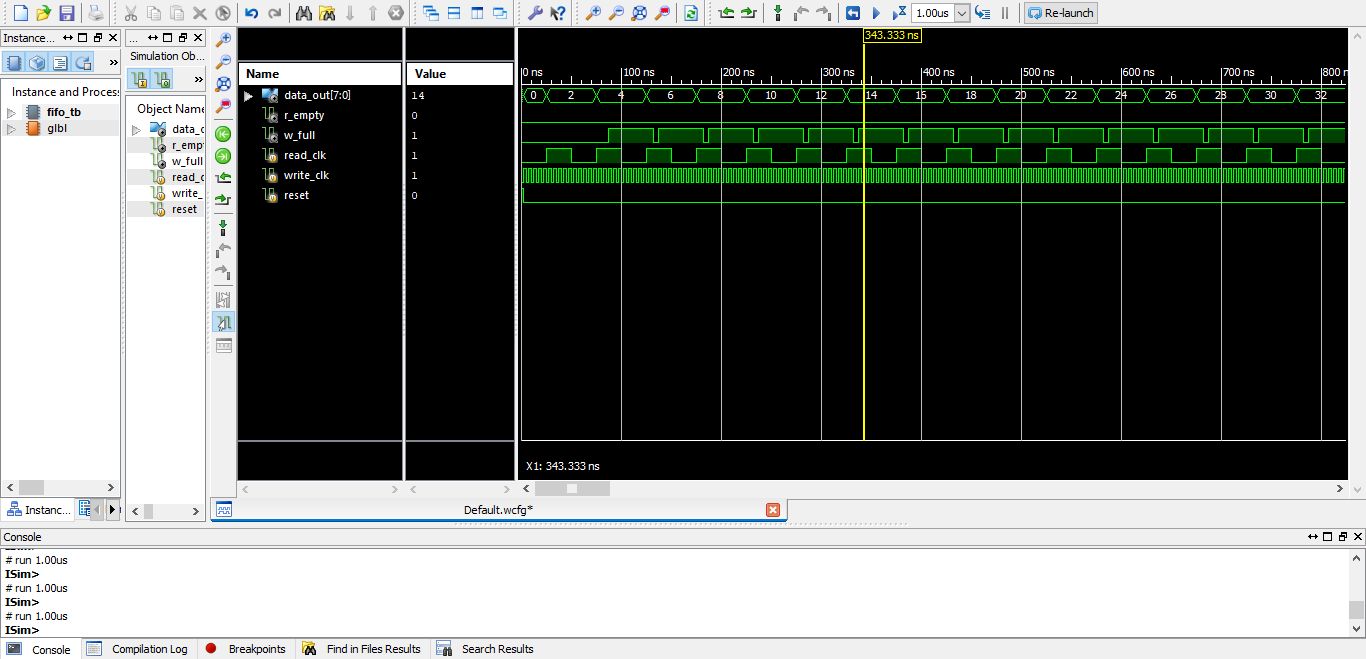 1.00us
Re-launch
Instance...
...
Simulation Ob...
Instance and Process
fifo_tb
glbl
Object Name
data_o
r_empt
w_full
read_c
write_
reset
Name
Value
data_out[7:0]
14
r_empty
0
w_full
1
read_clk
1
write_clk
1
reset
0
343.333 ns
0 ns
100 ns
200 ns
300 ns
400 ns
500 ns
600 ns
700 ns
800 n
0 2 4 6 8 10 12 14 16 18 20 22 24 26 28 30 32
X1: 343.333 ns
Instanc...
Default.wcfg*
Console
ISim>
# run 1.00us
ISim>
# run 1.00us
ISim>
# run 1.00us
ISim>
Console
Compilation Log
Breakpoints
Find in Files Results
Search Results